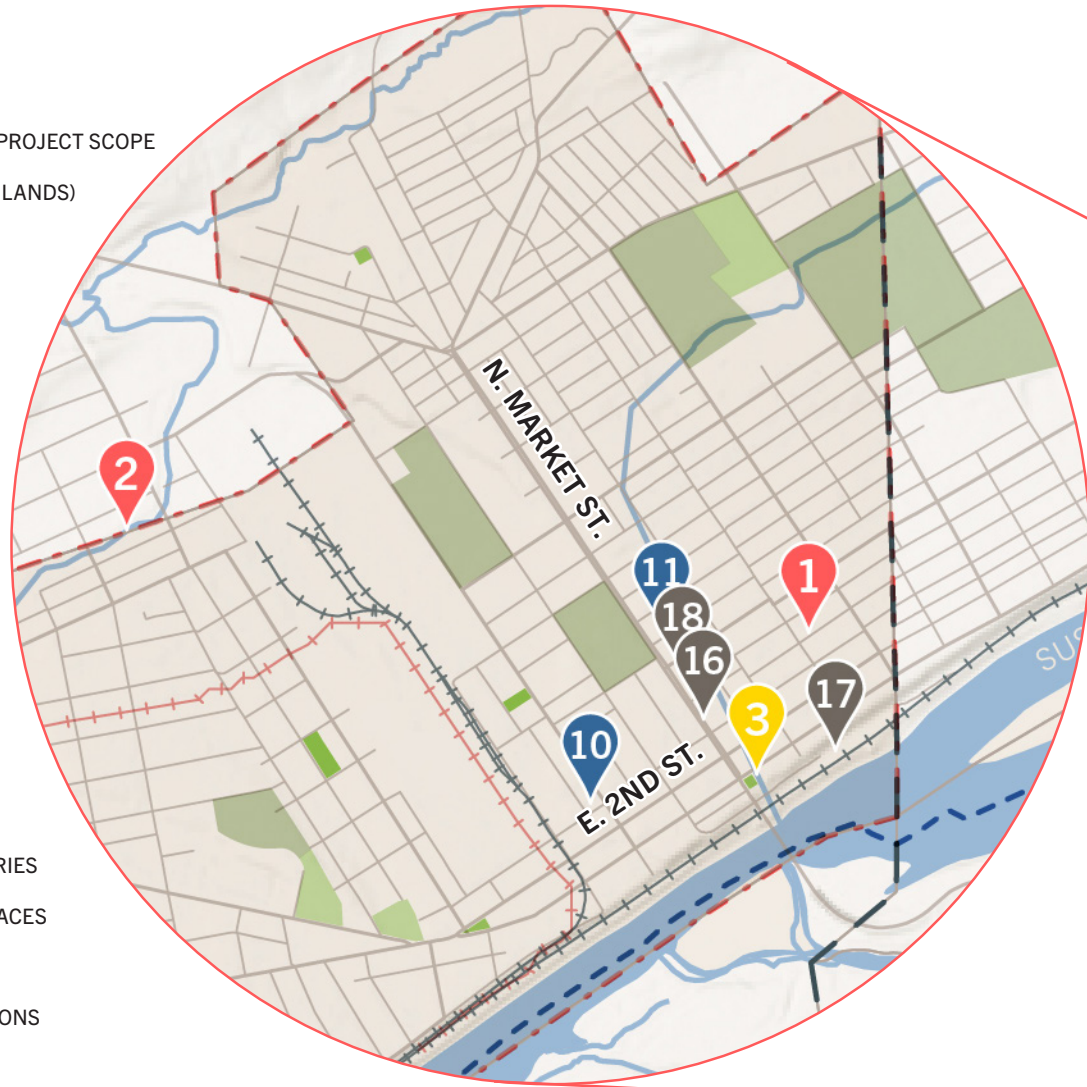 PROJECT SCOPE
LANDS)
N. MARKET ST.
2
11
1
18
16
17
3
10
E. 2ND ST.
SUS
RIES
ACES
ONS